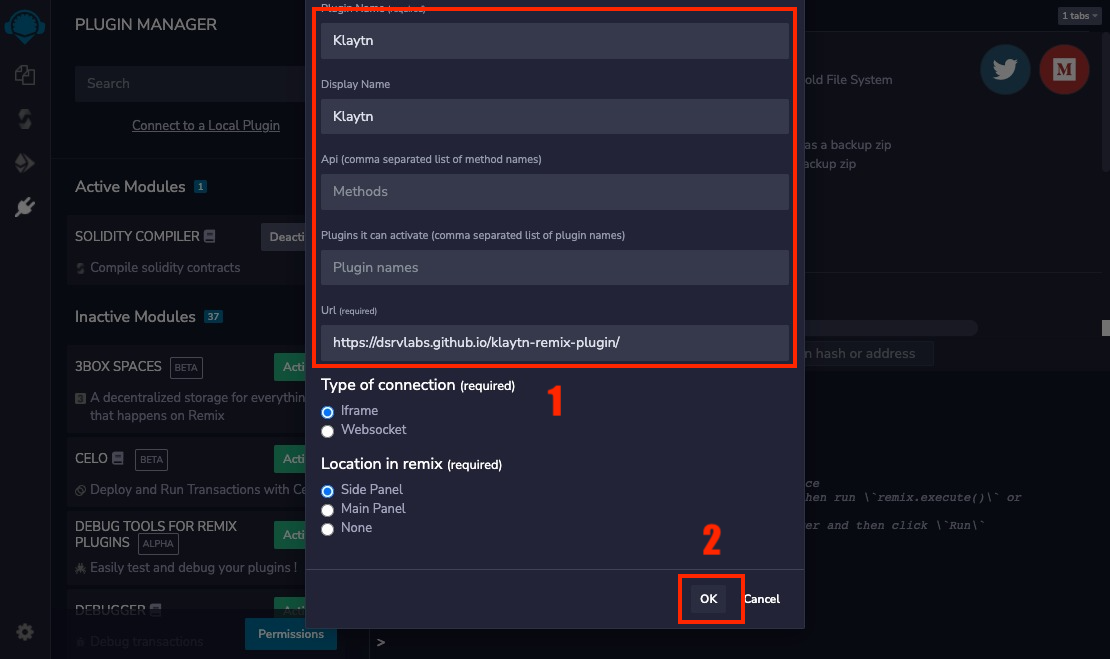 PLUGIN MANAGER
Search
Connect to a Local Plugin
Active Modules 1
SOLIDITY COMPILER
Deacti
Compile solidity contracts
Inactive Modules 37
3BOX SPACES BETA
Acti
A decentralized storage for everythin
that happens on Remix
CELO BETA
Acti
Deploy and Run Transactions with Ce
DEBUG TOOLS FOR REMIX
PLUGINS ALPHA
Acti
Easily test and debug your plugins !
DEBUGGER
Acti
Debug transactions
Permissions
Plugin Name (required)
Klaytn
Display Name
Klaytn
Api (comma separated list of method names)
Methods
Plugins it can activate (comma separated list of plugin names)
Plugin names
Url (required)
https://dsrvlabs.github.io/klaytn-remix-plugin/
Type of connection (required)
1
Iframe
Websocket
Location in remix (required)
Side Panel
Main Panel
None
2
OK
Cancel
1 tabs
old File System
M
as a backup zip
ackup zip
n hash or address
ce
hen run \`remix.execute()\` or
er and then click \`Run\`
>